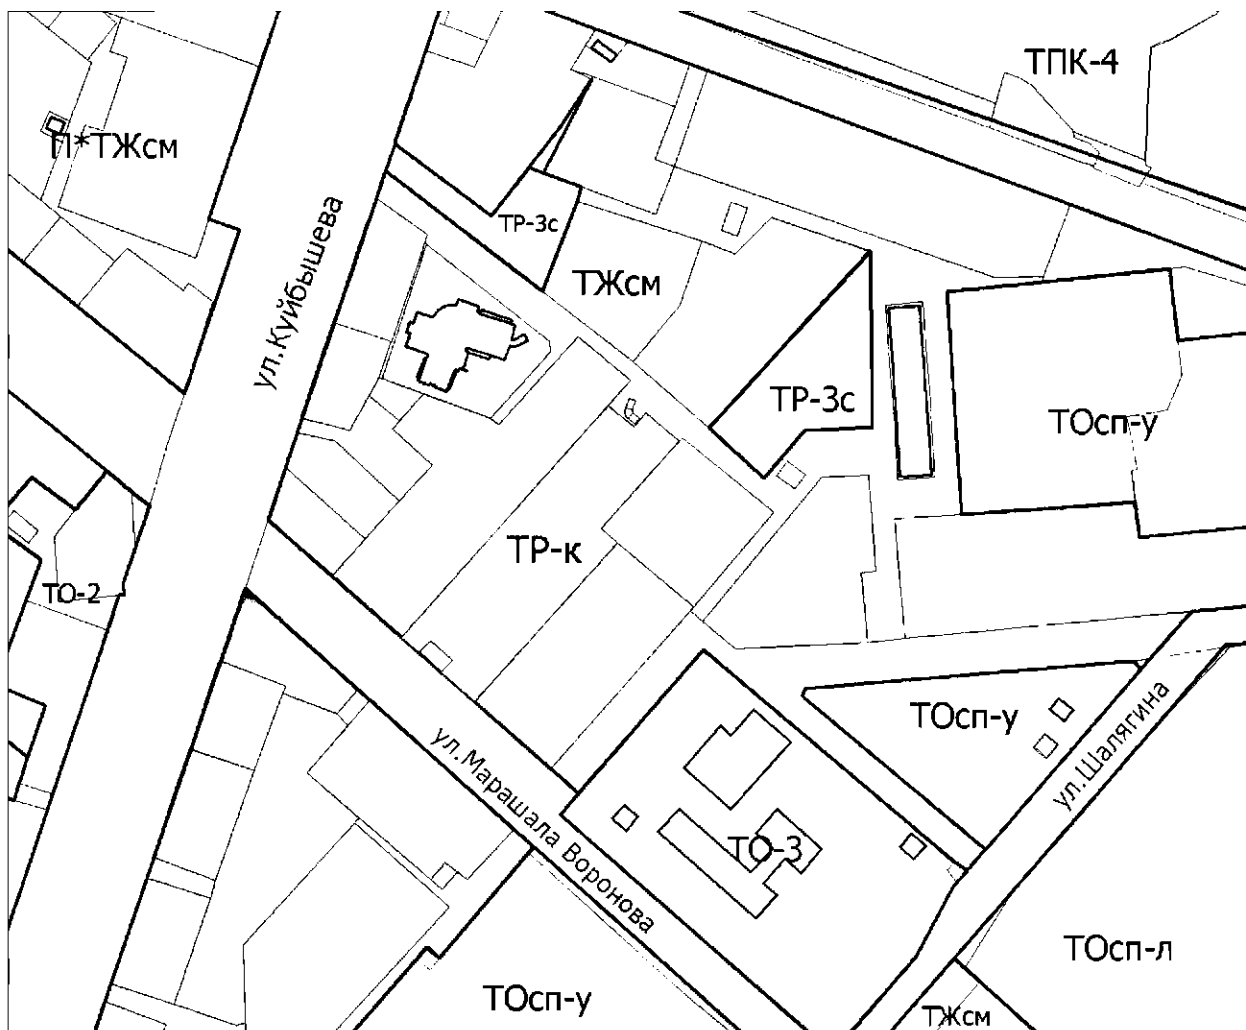 ТПК-4
П*ТЖсм
ул.Куйбышева
ТР-3с
ТЖсм
ТР-3с
ТОсп-у
ТР-к
ТО-2
ТОсп-у
ул.Шалягина
ул.Марашала Воронова
ТО-3
ТОсп-л
ТОсп-у
ТЖсм